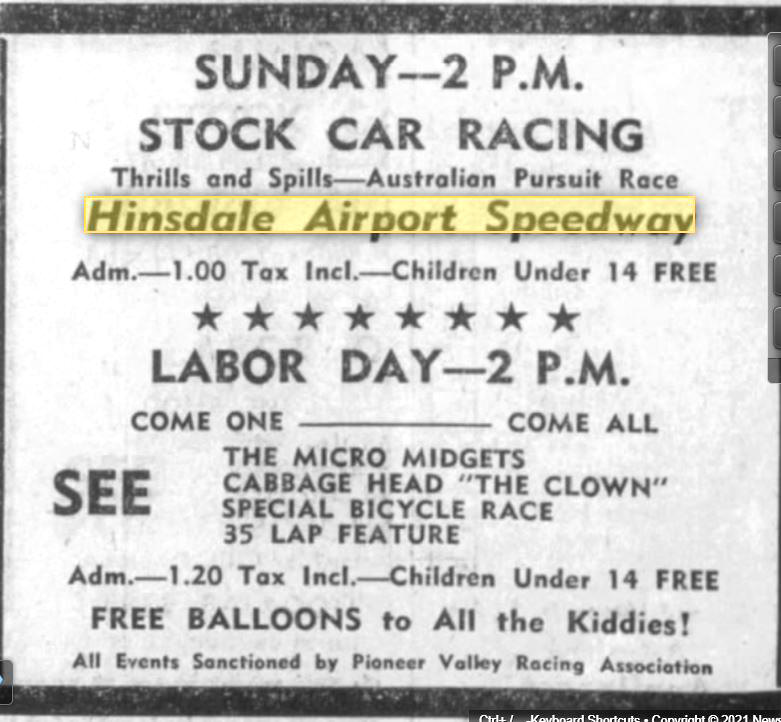 SUNDAY—2 P.M.
STOCK CAR RACING
Thrills and Spills—Australian Pursuit Race
Hinsdale Airport Speedway
Adm.—1.00 Tax Incl.—Children Under 14 FREE
★ ★ ★ ★ ★ ★ ★ ★
LABOR DAY—2 P.M.
COME ONE ———— COME ALL
SEE
THE MICRO MIDGETS
CABBAGE HEAD "THE CLOWN"
SPECIAL BICYCLE RACE
35 LAP FEATURE
Adm.—1.20 Tax Incl.—Children Under 14 FREE
FREE BALLOONS to All the Kiddies!
All Events Sanctioned by Pioneer Valley Racing Association
Ctrl+/ -Keyboard Shortcuts • Copyright © 2021